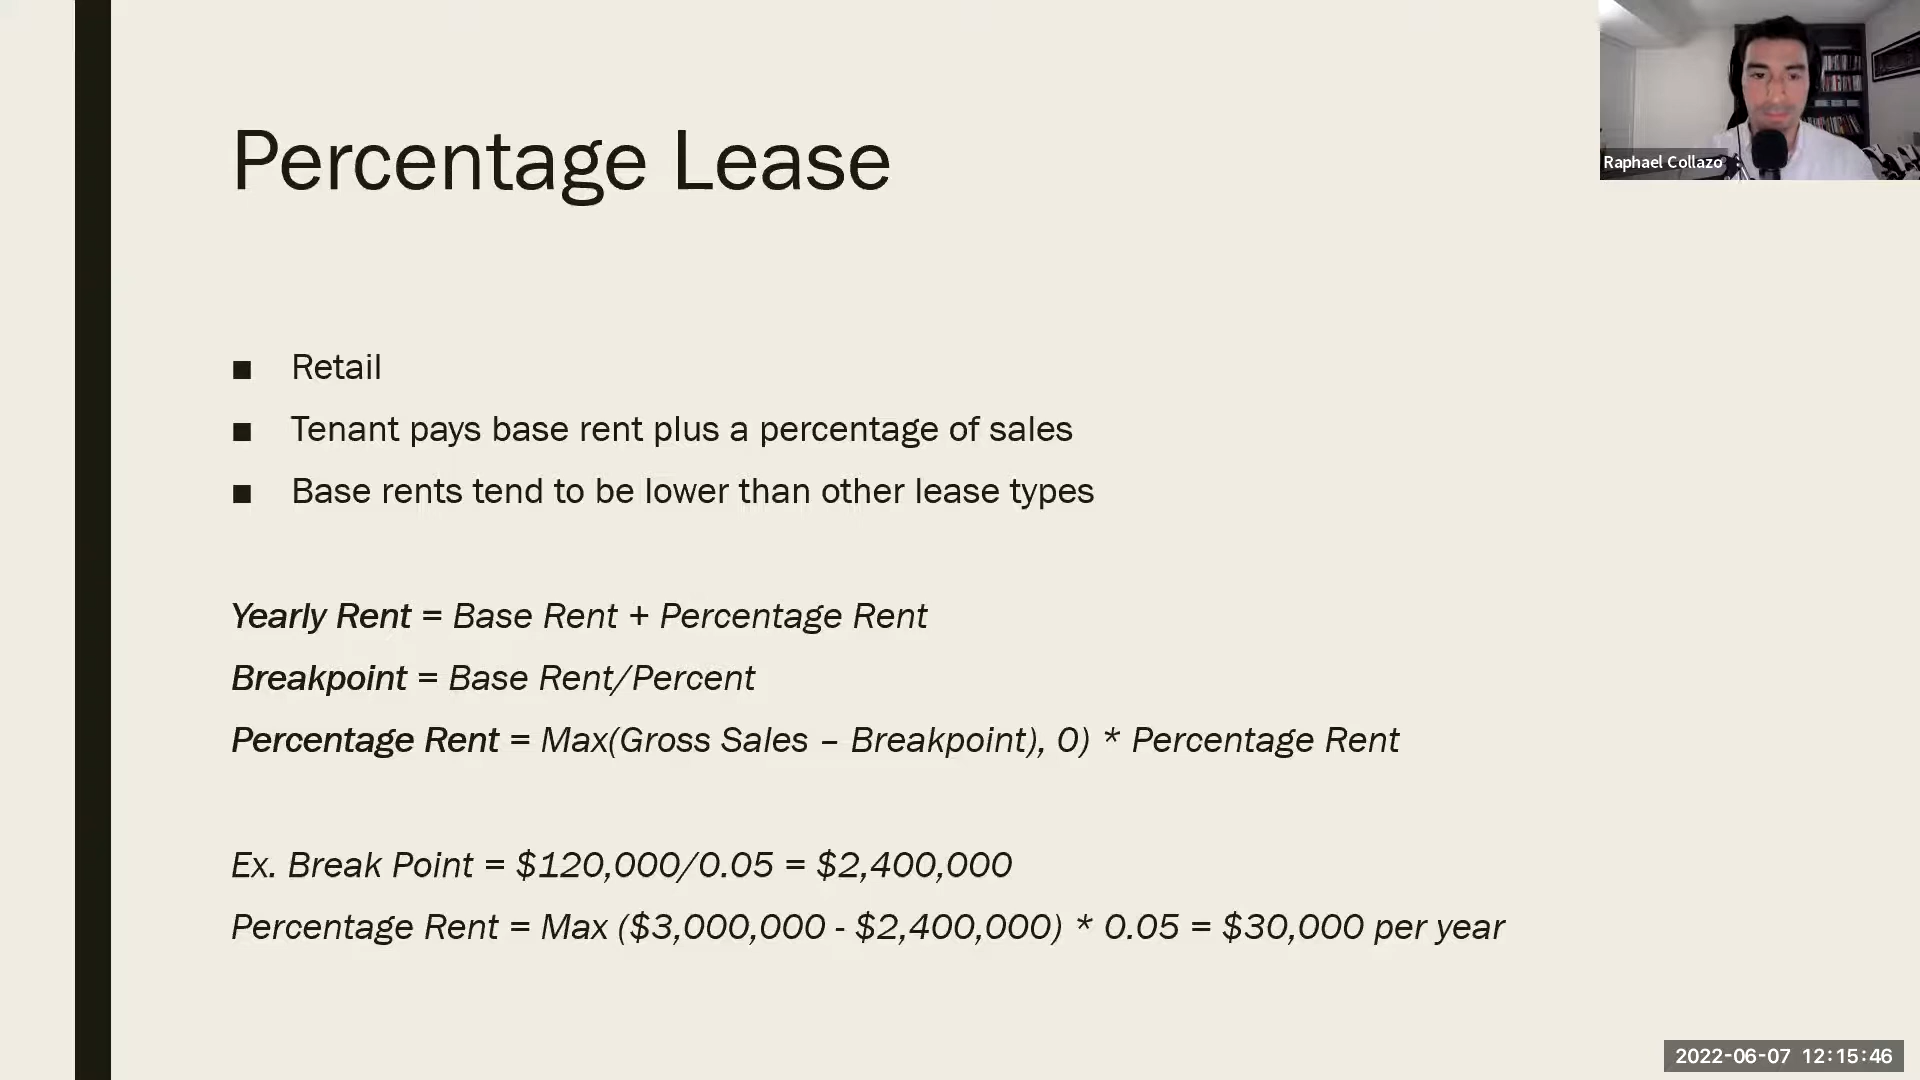 Percentage Lease
Raphael Collazo
■ Retail
■ Tenant pays base rent plus a percentage of sales
■ Base rents tend to be lower than other lease types
Yearly Rent = Base Rent + Percentage Rent
Breakpoint = Base Rent/Percent
Percentage Rent = Max(Gross Sales – Breakpoint), 0) * Percentage Rent
Ex. Break Point = $120,000/0.05 = $2,400,000
Percentage Rent = Max ($3,000,000 - $2,400,000) * 0.05 = $30,000 per year
2022-06-07 12:15:46